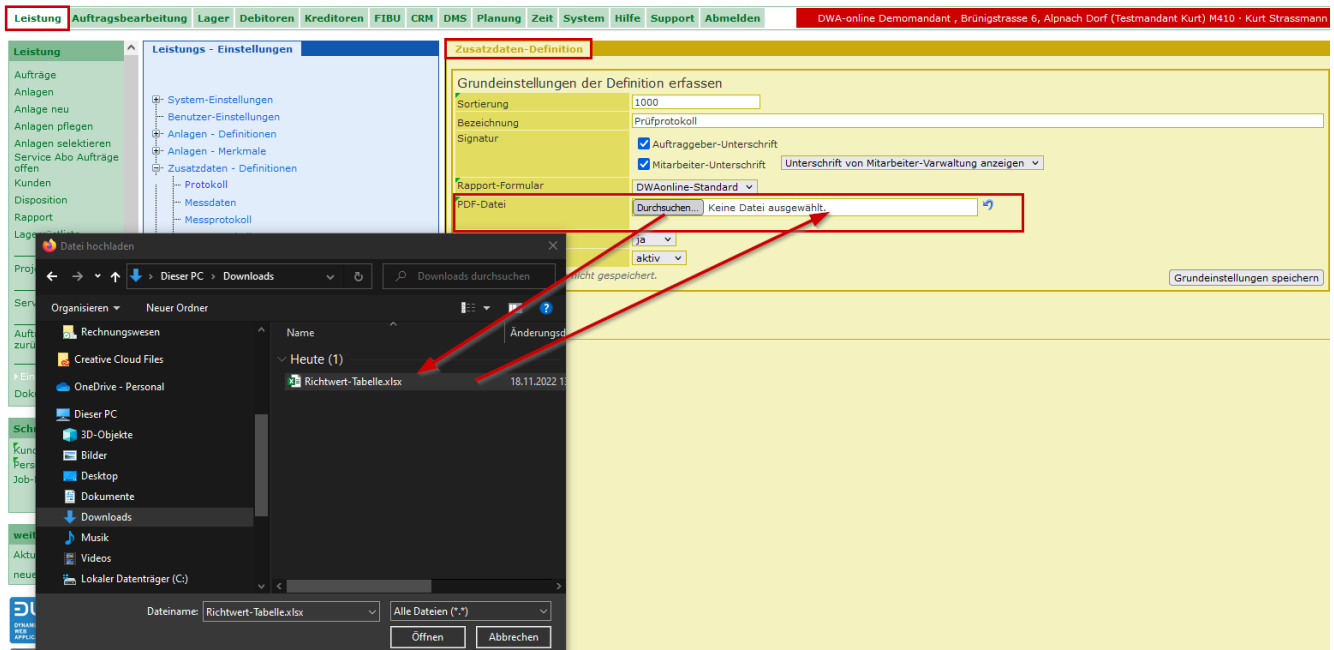 Leistung Auftragsbearbeitung Lager Debitoren Kreditoren FIBU CRM DMS Planung Zeit System Hilfe Support Abmelden DWA-online Demomandant , Brünigstrasse 6, Alpnach Dorf (Testmandant Kurt) M410 · Kurt Strassmann
Leistung
Aufträge
Anlagen
Anlage neu
Anlagen pflegen
Anlagen selektieren
Service Abo Aufträge
offen
Kunden
Disposition
Rapport
Leistungs - Einstellungen
System-Einstellungen
Benutzer-Einstellungen
Anlagen - Definitionen
Anlagen - Merkmale
Zusatzdaten - Definitionen
Protokoll
Messdaten
Messprotokoll
Zusatzdaten-Definition
Grundeinstellungen der Definition erfassen
Sortierung 1000
Bezeichnung Prüfprotokoll
Signatur Auftraggeber-Unterschrift
Mitarbeiter-Unterschrift Unterschrift von Mitarbeiter-Varwaltung anzeigen
Rapport-Formular DWAonline-Standard
PDF-Datei Durchsuchen... Keine Datei ausgewählt.
ja
aktiv
nicht gespeichert.
Grundeinstellungen speichern
Datei hochladen
Dieser PC > Downloads Downloads durchsuchen
Organisieren Neuer Ordner
Rechnungswesen
Creative Cloud Files
OneDrive - Personal
Dieser PC
3D-Objekte
Bilder
Desktop
Dokumente
Downloads
Musik
Videos
Lokaler Datenträger (C:)
Name Änderungsd
Heute (1)
Richtwert-Tabelle.xlsx 18.11.2022 1
Dateiname: Richtwert-Tabelle.xlsx Alle Dateien (*.*)
Öffnen Abbrechen